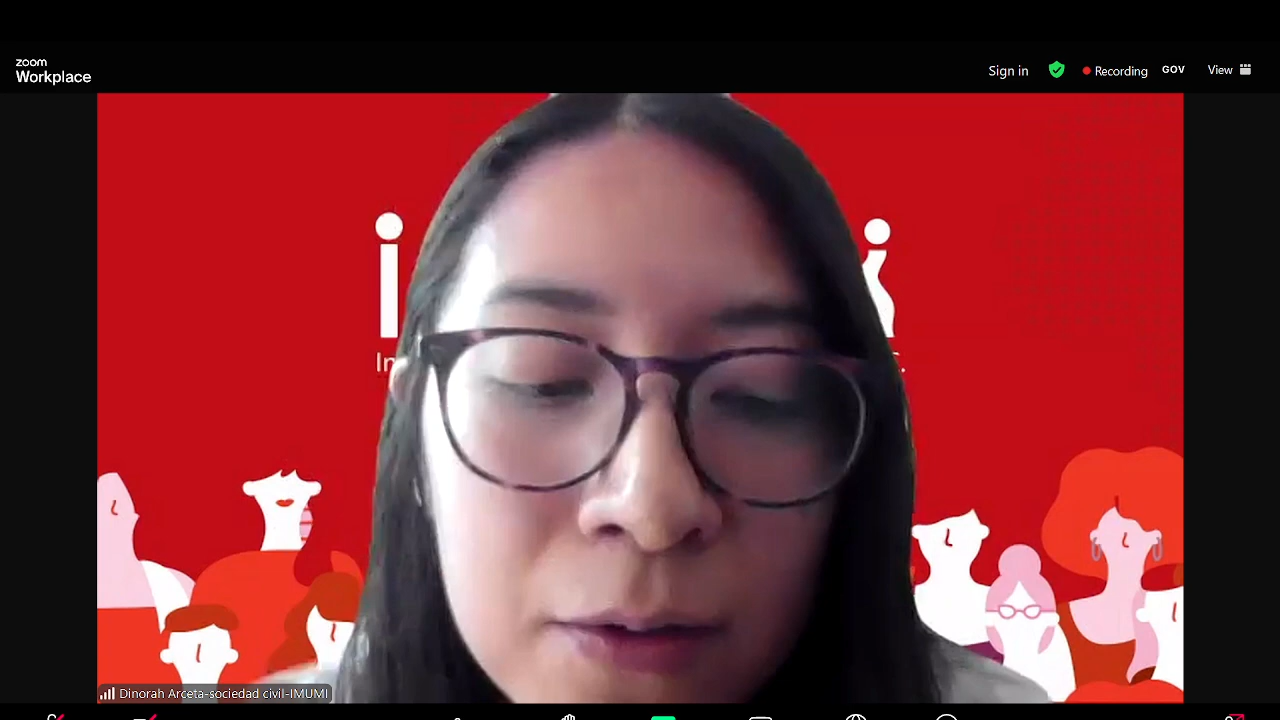 zoom
Workplace
Sign in
Recording
GOV
View
Dinorah Arceta-sociedad civil-IMUMI